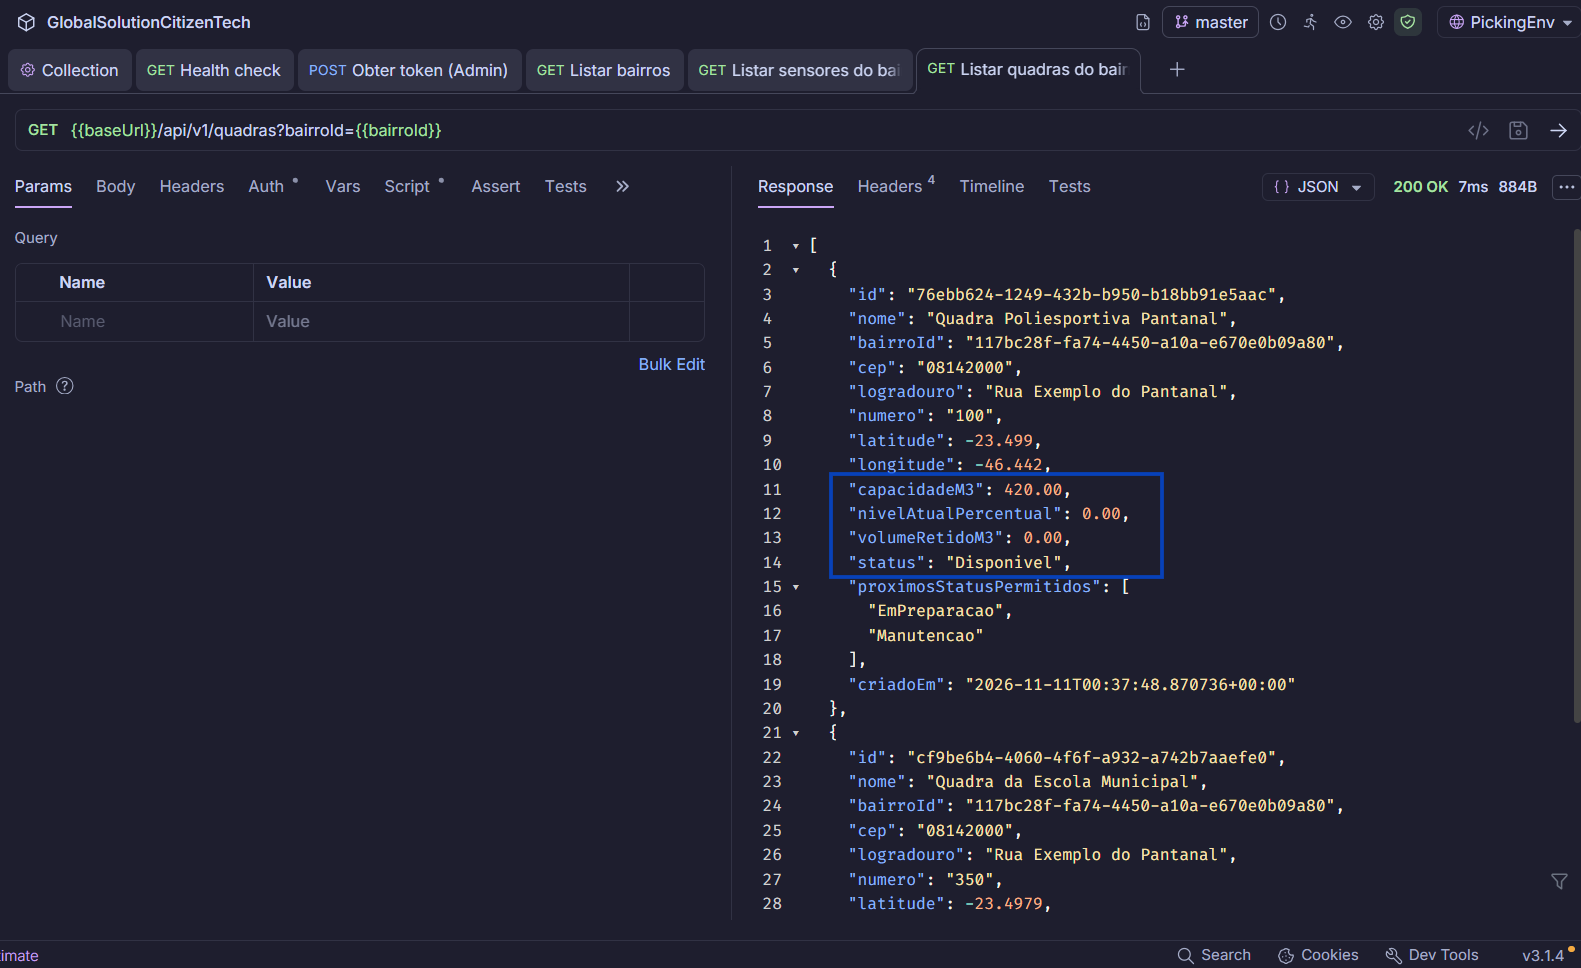 GlobalSolutionCitizenTech
master
PickingEnv
Collection
GET Health check
POST Obter token (Admin)
GET Listar bairros
GET Listar sensores do bai
GET Listar quadras do bair
GET {{baseUrl}}/api/v1/quadras?bairroId={{bairroId}}
Params Body Headers Auth Vars Script Assert Tests
Query
Name Value
Name Value
Bulk Edit
Path
Response Headers 4 Timeline Tests
{ } JSON
200 OK 7ms 884B
1 [
2 {
3 "id": "76ebb624-1249-432b-b950-b18bb91e5aac",
4 "nome": "Quadra Poliesportiva Pantanal",
5 "bairroId": "117bc28f-fa74-4450-a10a-e670e0b09a80",
6 "cep": "08142000",
7 "logradouro": "Rua Exemplo do Pantanal",
8 "numero": "100",
9 "latitude": -23.499,
10 "longitude": -46.442,
11 "capacidadeM3": 420.00,
12 "nivelAtualPercentual": 0.00,
13 "volumeRetidoM3": 0.00,
14 "status": "Disponivel",
15 "proximosStatusPermitidos": [
16 "EmPreparacao",
17 "Manutencao"
18 ],
19 "criadoEm": "2026-11-11T00:37:48.870736+00:00"
20 },
21 {
22 "id": "cf9be6b4-4060-4f6f-a932-a742b7aaefe0",
23 "nome": "Quadra da Escola Municipal",
24 "bairroId": "117bc28f-fa74-4450-a10a-e670e0b09a80",
25 "cep": "08142000",
26 "logradouro": "Rua Exemplo do Pantanal",
27 "numero": "350",
28 "latitude": -23.4979,
imate
Search
Cookies
Dev Tools
v3.1.4